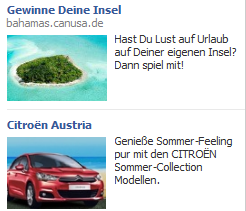 Gewinne Deine Insel
bahamas.canusa.de
Hast Du Lust auf Urlaub
auf Deiner eigenen Insel?
Dann spiel mit!
Citroën Austria
Genieße Sommer-Feeling
pur mit den CITROËN
Sommer-Collection
Modellen.